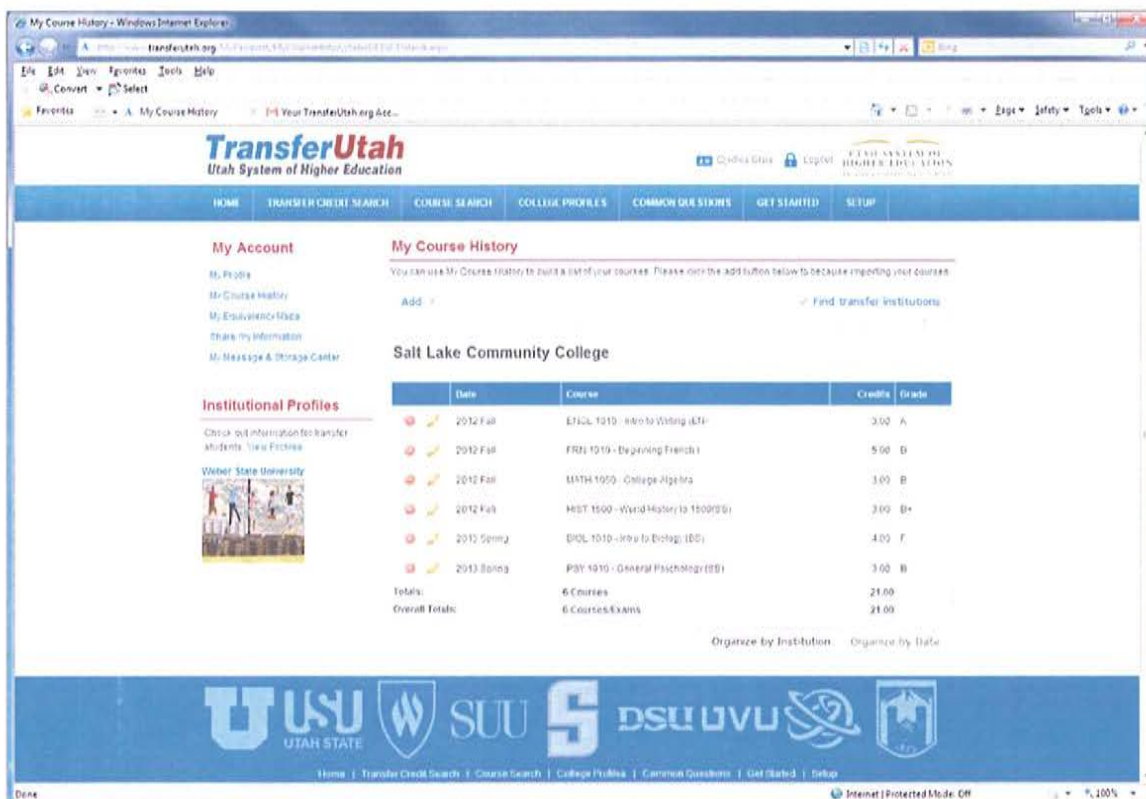 My Course History - Windows Internet Explorer
transferutah.org
Bing
File Edit View Favorites Tools Help
Convert Select
Favorites My Course History Your TransferUtah.org Acc...
Page Safety Tools
TransferUtah
Utah System of Higher Education
Logout
UTAH SYSTEM OF
HIGHER EDUCATION
HOME TRANSFER CREDIT SEARCH COURSE SEARCH COLLEGE PROFILES COMMON QUESTIONS GET STARTED SETUP
My Account
My Profile
My Course History
My Equivalency Maps
Share my Information
My Message & Storage Center
Institutional Profiles
Check out information for transfer
students. View Profiles
Weber State University
My Course History
You can use My Course History to build a list of your courses. Please click the add button below to because importing your courses
Add
Find transfer institutions
Salt Lake Community College
Date Course Credits Grade
2012 Fall ENGL 1010 - Intro to Writing (EN) 3.00 A
2012 Fall FRN 1010 - Beginning French I 5.00
2012 Fall MATH 1050 - College Algebra 3.00 B
2012 Fall HIST 1500 - World History to 1500 3.00 B+
2013 Spring BIOL 1010 - Intro to Biology 4.00 F
2013 Spring PSY 1010 - General Psychology 3.00 B
Totals: 6 Courses 21.00
Overall Totals: 6 Courses/Exams 21.00
Organize by Institution Organize by Date
U USU UTAH STATE W SUU S DSU UVU
Home | Transfer Credit Search | Course Search | College Profiles | Common Questions | Get Started | Setup
Done
Internet | Protected Mode: Off
100%